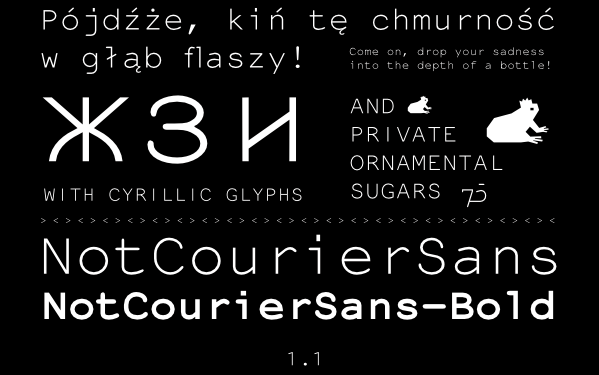 Pójdźże, kiń tę chmurność
w głąb flaszy!
Come on, drop your sadness
into the depth of a bottle!
ЖЗИ
WITH CYRILLIC GLYPHS
AND
PRIVATE
ORNAMENTAL
SUGARS
> < > < > < > < > < > < > < > < > < > < > < > < > < > < > < > < > < > < > < > < > < > <
NotCourierSans
NotCourierSans-Bold
1.1